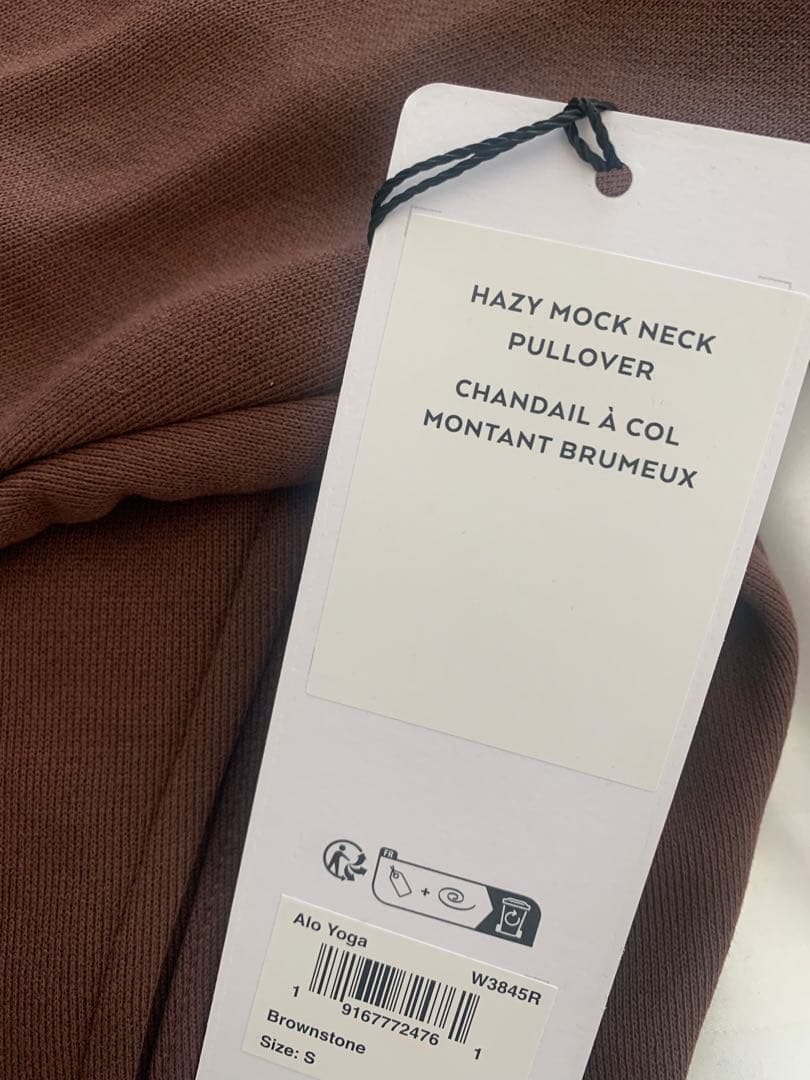 HAZY MOCK NECK
PULLOVER
CHANDAIL À COL
MONTANT BRUMEUX
FR
Alo Yoga
W3845R
1 9167772476 1
Brownstone
Size: S